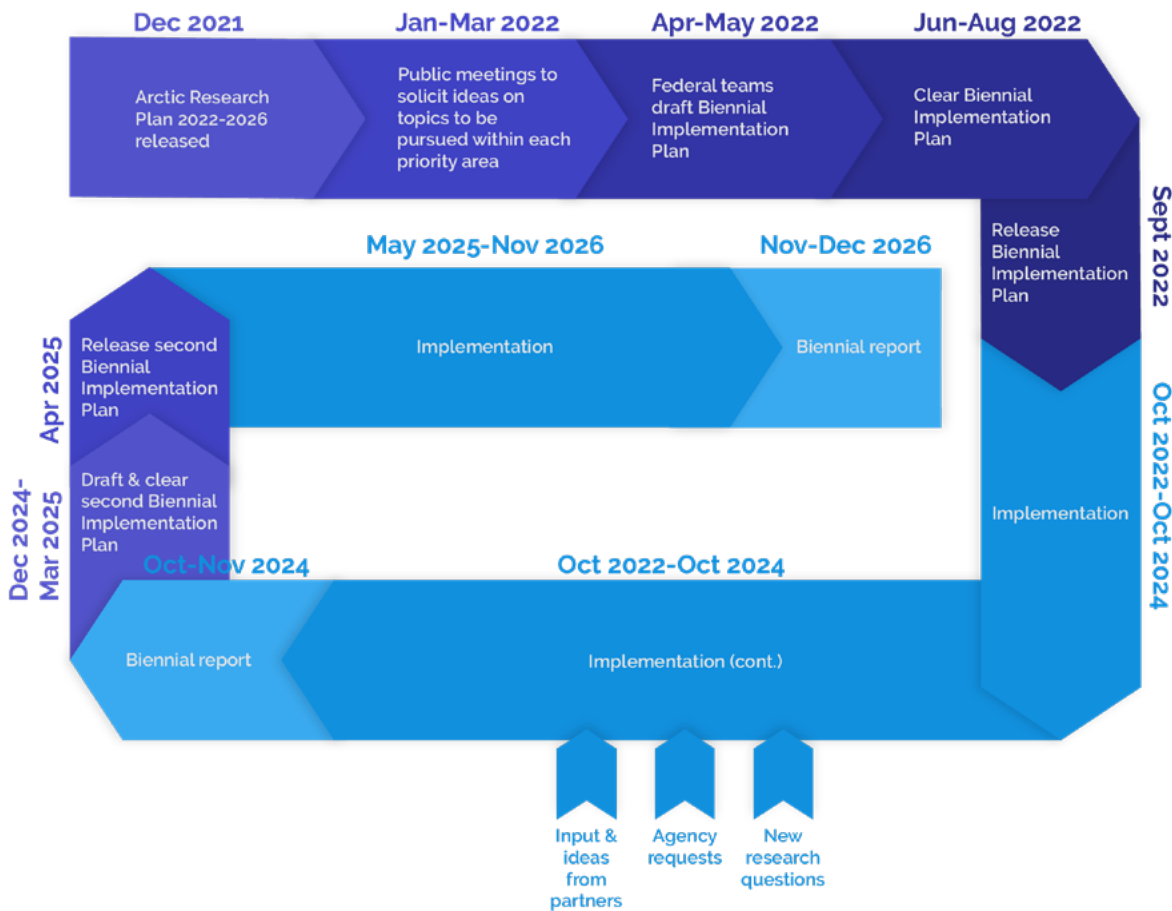 Dec 2021
Arctic Research
Plan 2022-2026
released
Jan-Mar 2022
Public meetings to
solicit ideas on
topics to be
pursued within each
priority area
Apr-May 2022
Federal teams
draft Biennial
Implementation
Plan
Jun-Aug 2022
Clear Biennial
Implementation
Plan
Sept 2022
Release
Biennial
Implementation
Plan
Oct 2022-Oct 2024
Implementation
Oct 2022-Oct 2024
Implementation (cont.)
Input &
ideas
from
partners
Agency
requests
New
research
questions
Oct-Nov 2024
Biennial report
Dec 2024-
Mar 2025
Draft & clear
second Biennial
Implementation
Plan
Apr 2025
Release second
Biennial
Implementation
Plan
May 2025-Nov 2026
Implementation
Nov-Dec 2026
Biennial report